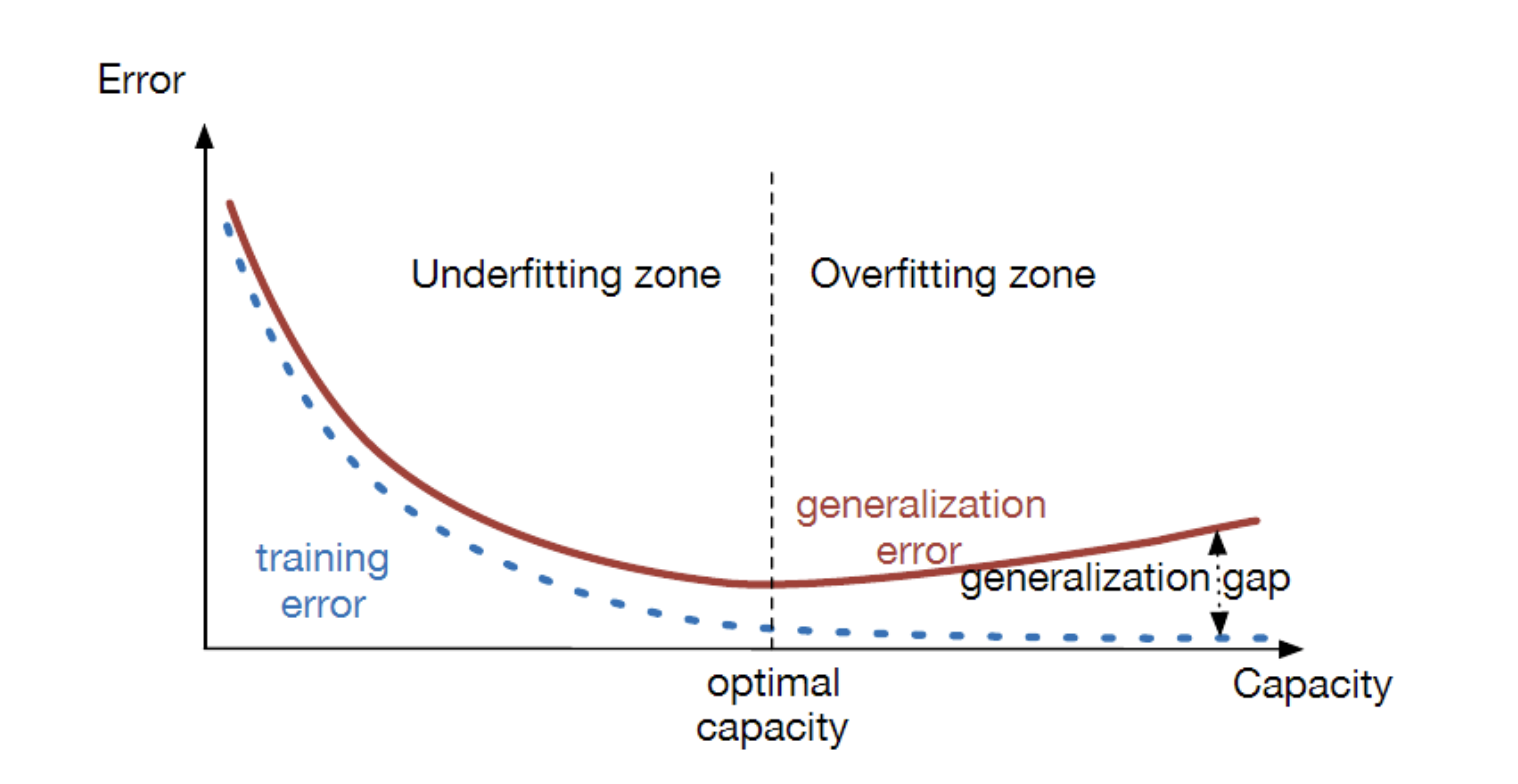 Error
Underfitting zone
Overfitting zone
generalization
error
generalization gap
training
error
optimal
capacity
Capacity